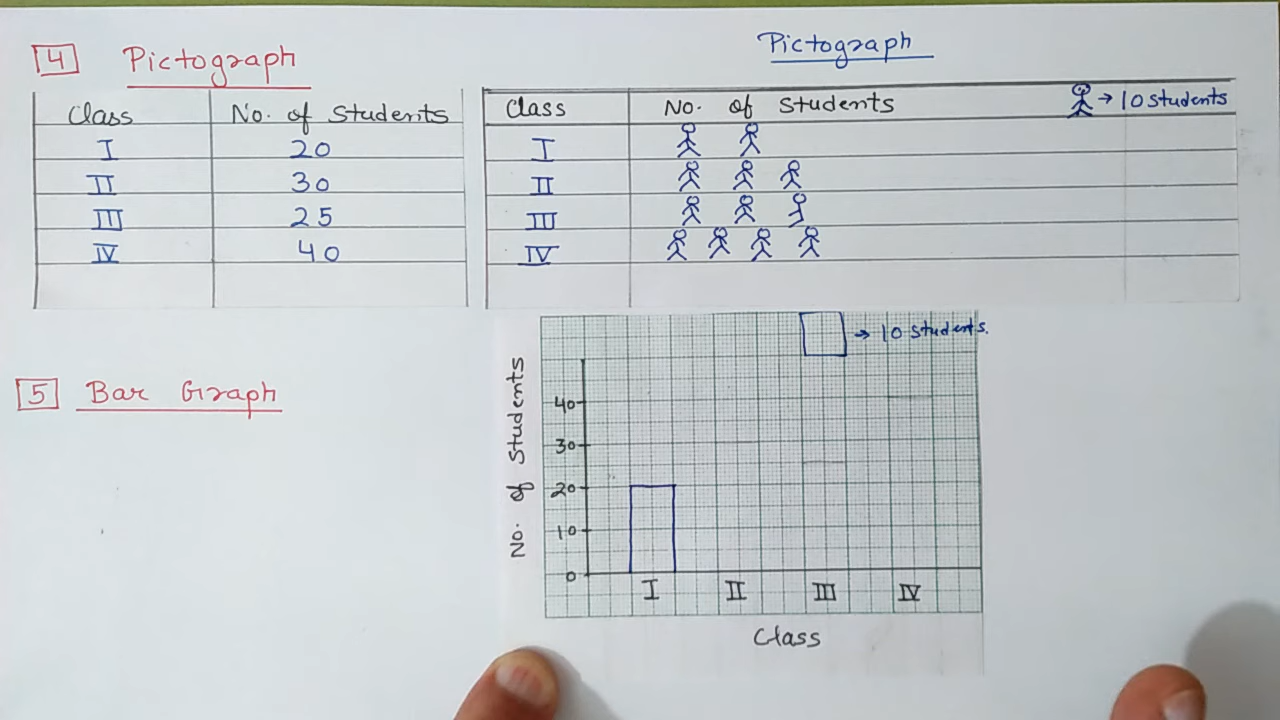 4 Pictograph
Class No. of Students
I 20
II 30
III 25
IV 40
Pictograph
Class No. of Students → 10 students
I
II
III
IV
5 Bar Graph
→ 10 students.
No. of Students
40
30
20
10
0
I II III IV
Class